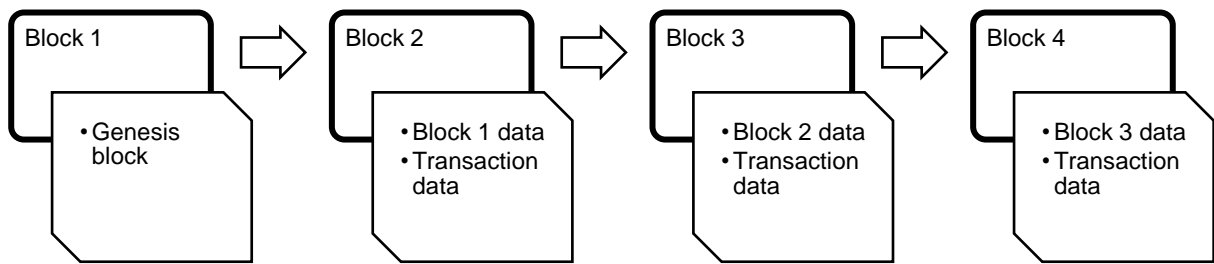 Block 1
• Genesis
block
Block 2
• Block 1 data
• Transaction
data
Block 3
• Block 2 data
• Transaction
data
Block 4
• Block 3 data
• Transaction
data